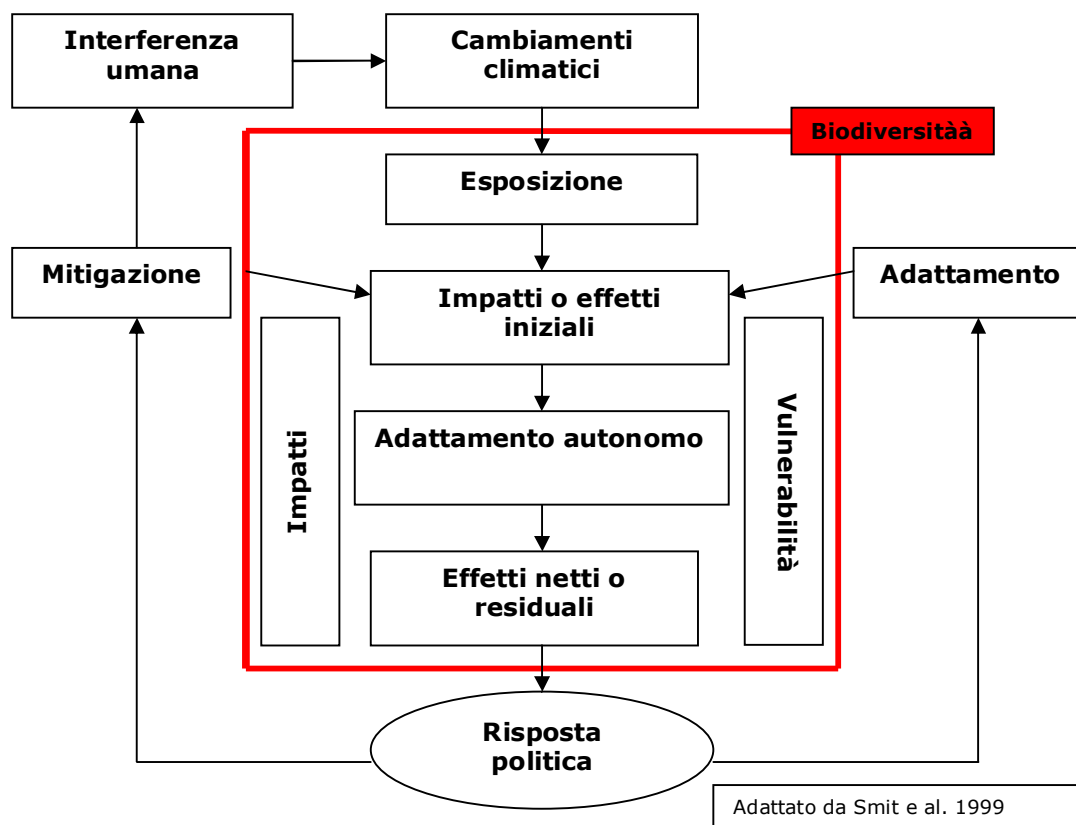 Interferenza
umana
Cambiamenti
climatici
Biodiversitàà
Esposizione
Mitigazione
Impatti o effetti
iniziali
Adattamento
Impatti
Adattamento autonomo
Vulnerabilità
Effetti netti o
residuali
Risposta
politica
Adattato da Smit e al. 1999